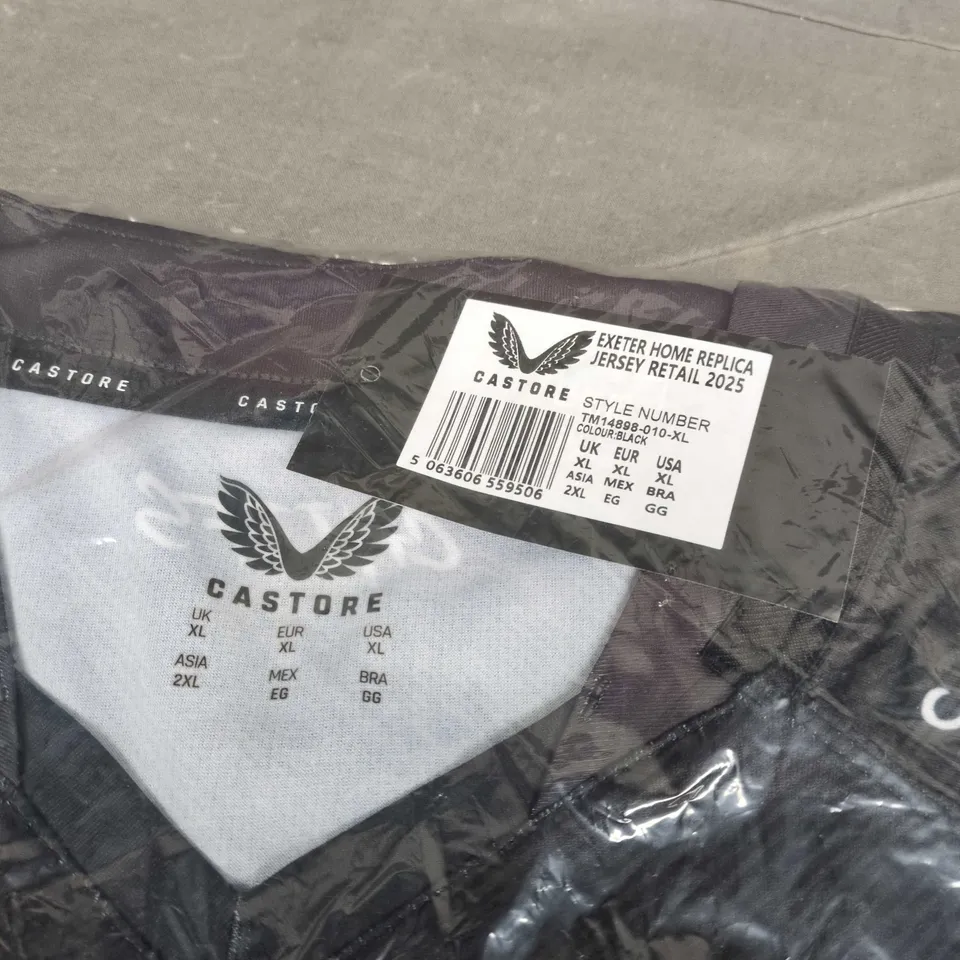 CASTORE
CASTO
CASTORE
EXETER HOME REPLICA
JERSEY RETAIL 2025
STYLE NUMBER
TM14898-010-XL
COLOUR:BLACK
UK EUR USA
XL XL XL
ASIA MEX BRA
2XL EG GG
5 063606 559506
CASTORE
UK EUR USA
XL XL XL
ASIA MEX BRA
2XL EG GG